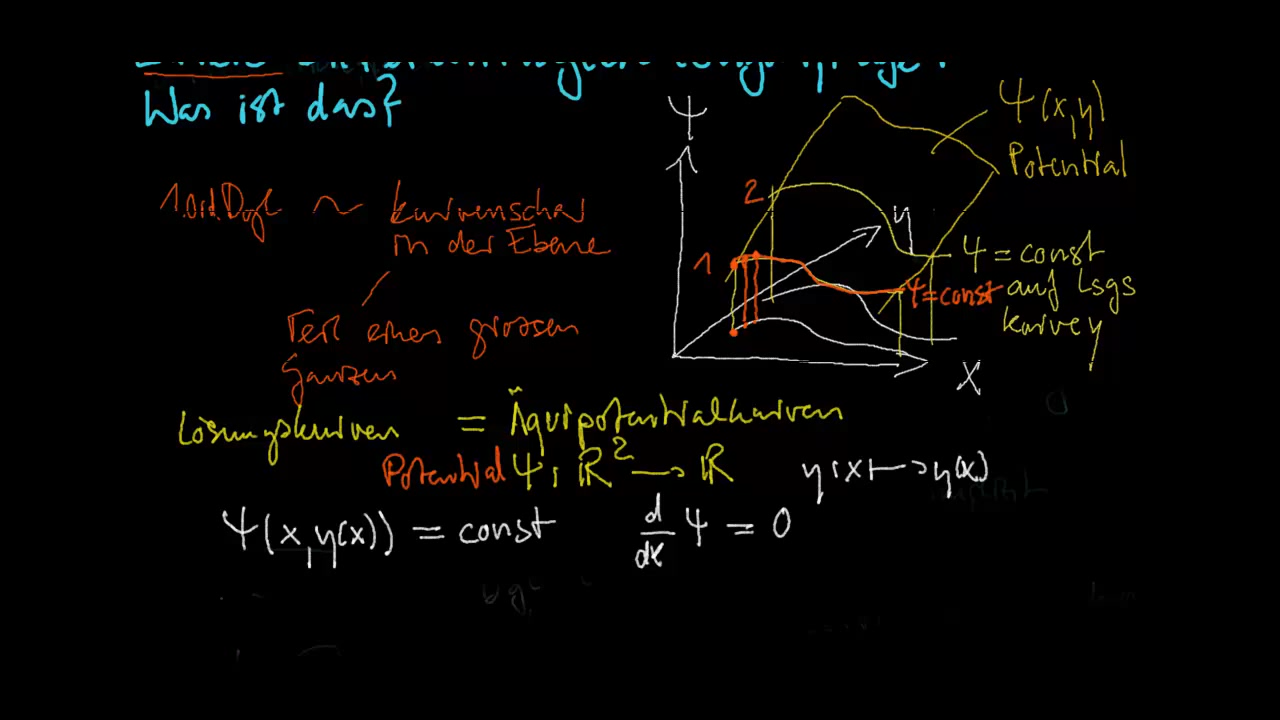 Was ist das?
Ψ
Ψ(x,y)
Potential
1. Ord. Dgl ~ kurvenschar
in der Ebene
2
y
1
Ψ = const
Ψ = const
auf Lsgs
kurve y
Teil eines grossen
Ganzen
x
Lösungskurven = Äquipotentialkurven
Potential Ψ: ℝ² → ℝ y: x ↦ y(x)
Ψ(x,y(x)) = const d/dx Ψ = 0